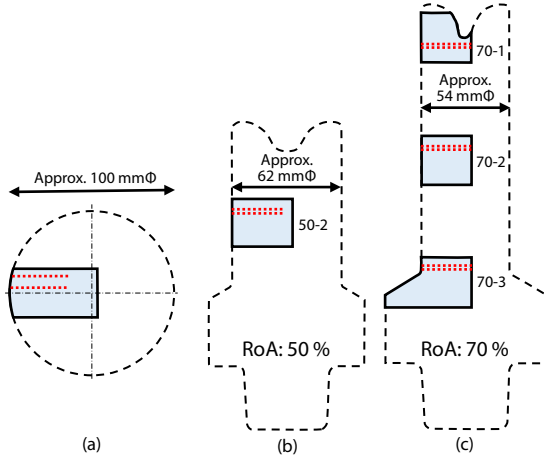 Approx. 100 mmΦ
(a)
Approx.
62 mmΦ
50-2
RoA: 50 %
(b)
70-1
Approx.
54 mmΦ
70-2
70-3
RoA: 70 %
(c)